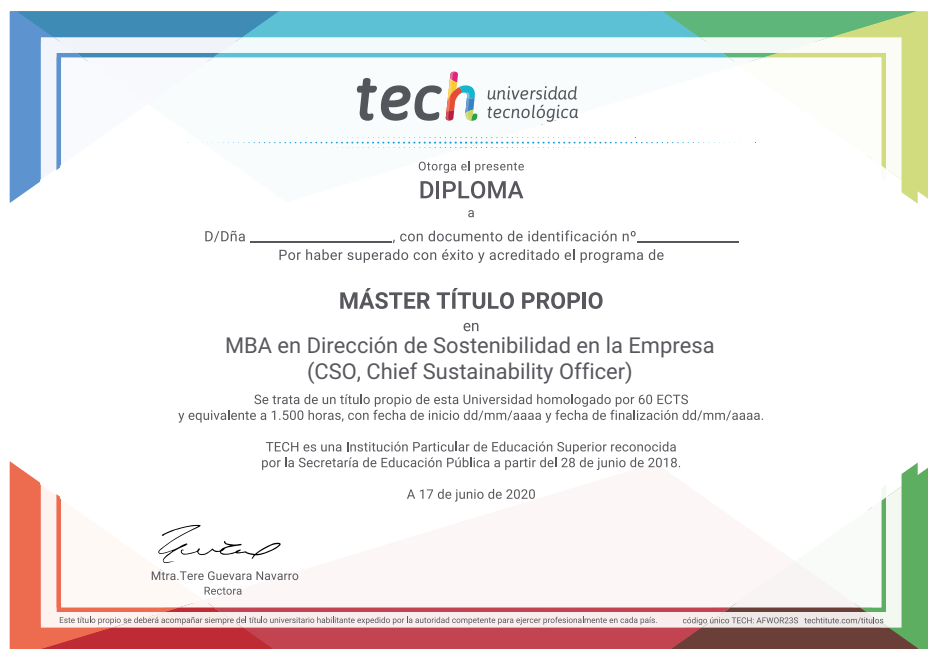 tech universidad
tecnológica
Otorga el presente
DIPLOMA
a
D/Dña ____________________, con documento de identificación nº______________
Por haber superado con éxito y acreditado el programa de
MÁSTER TÍTULO PROPIO
en
MBA en Dirección de Sostenibilidad en la Empresa
(CSO, Chief Sustainability Officer)
Se trata de un título propio de esta Universidad homologado por 60 ECTS
y equivalente a 1.500 horas, con fecha de inicio dd/mm/aaaa y fecha de finalización dd/mm/aaaa.
TECH es una Institución Particular de Educación Superior reconocida
por la Secretaría de Educación Pública a partir del 28 de junio de 2018.
A 17 de junio de 2020
Mtra.Tere Guevara Navarro
Rectora
Este título propio se deberá acompañar siempre del título universitario habilitante expedido por la autoridad competente para ejercer profesionalmente en cada país. código único TECH: AFWOR23S techtitute.com/titulos